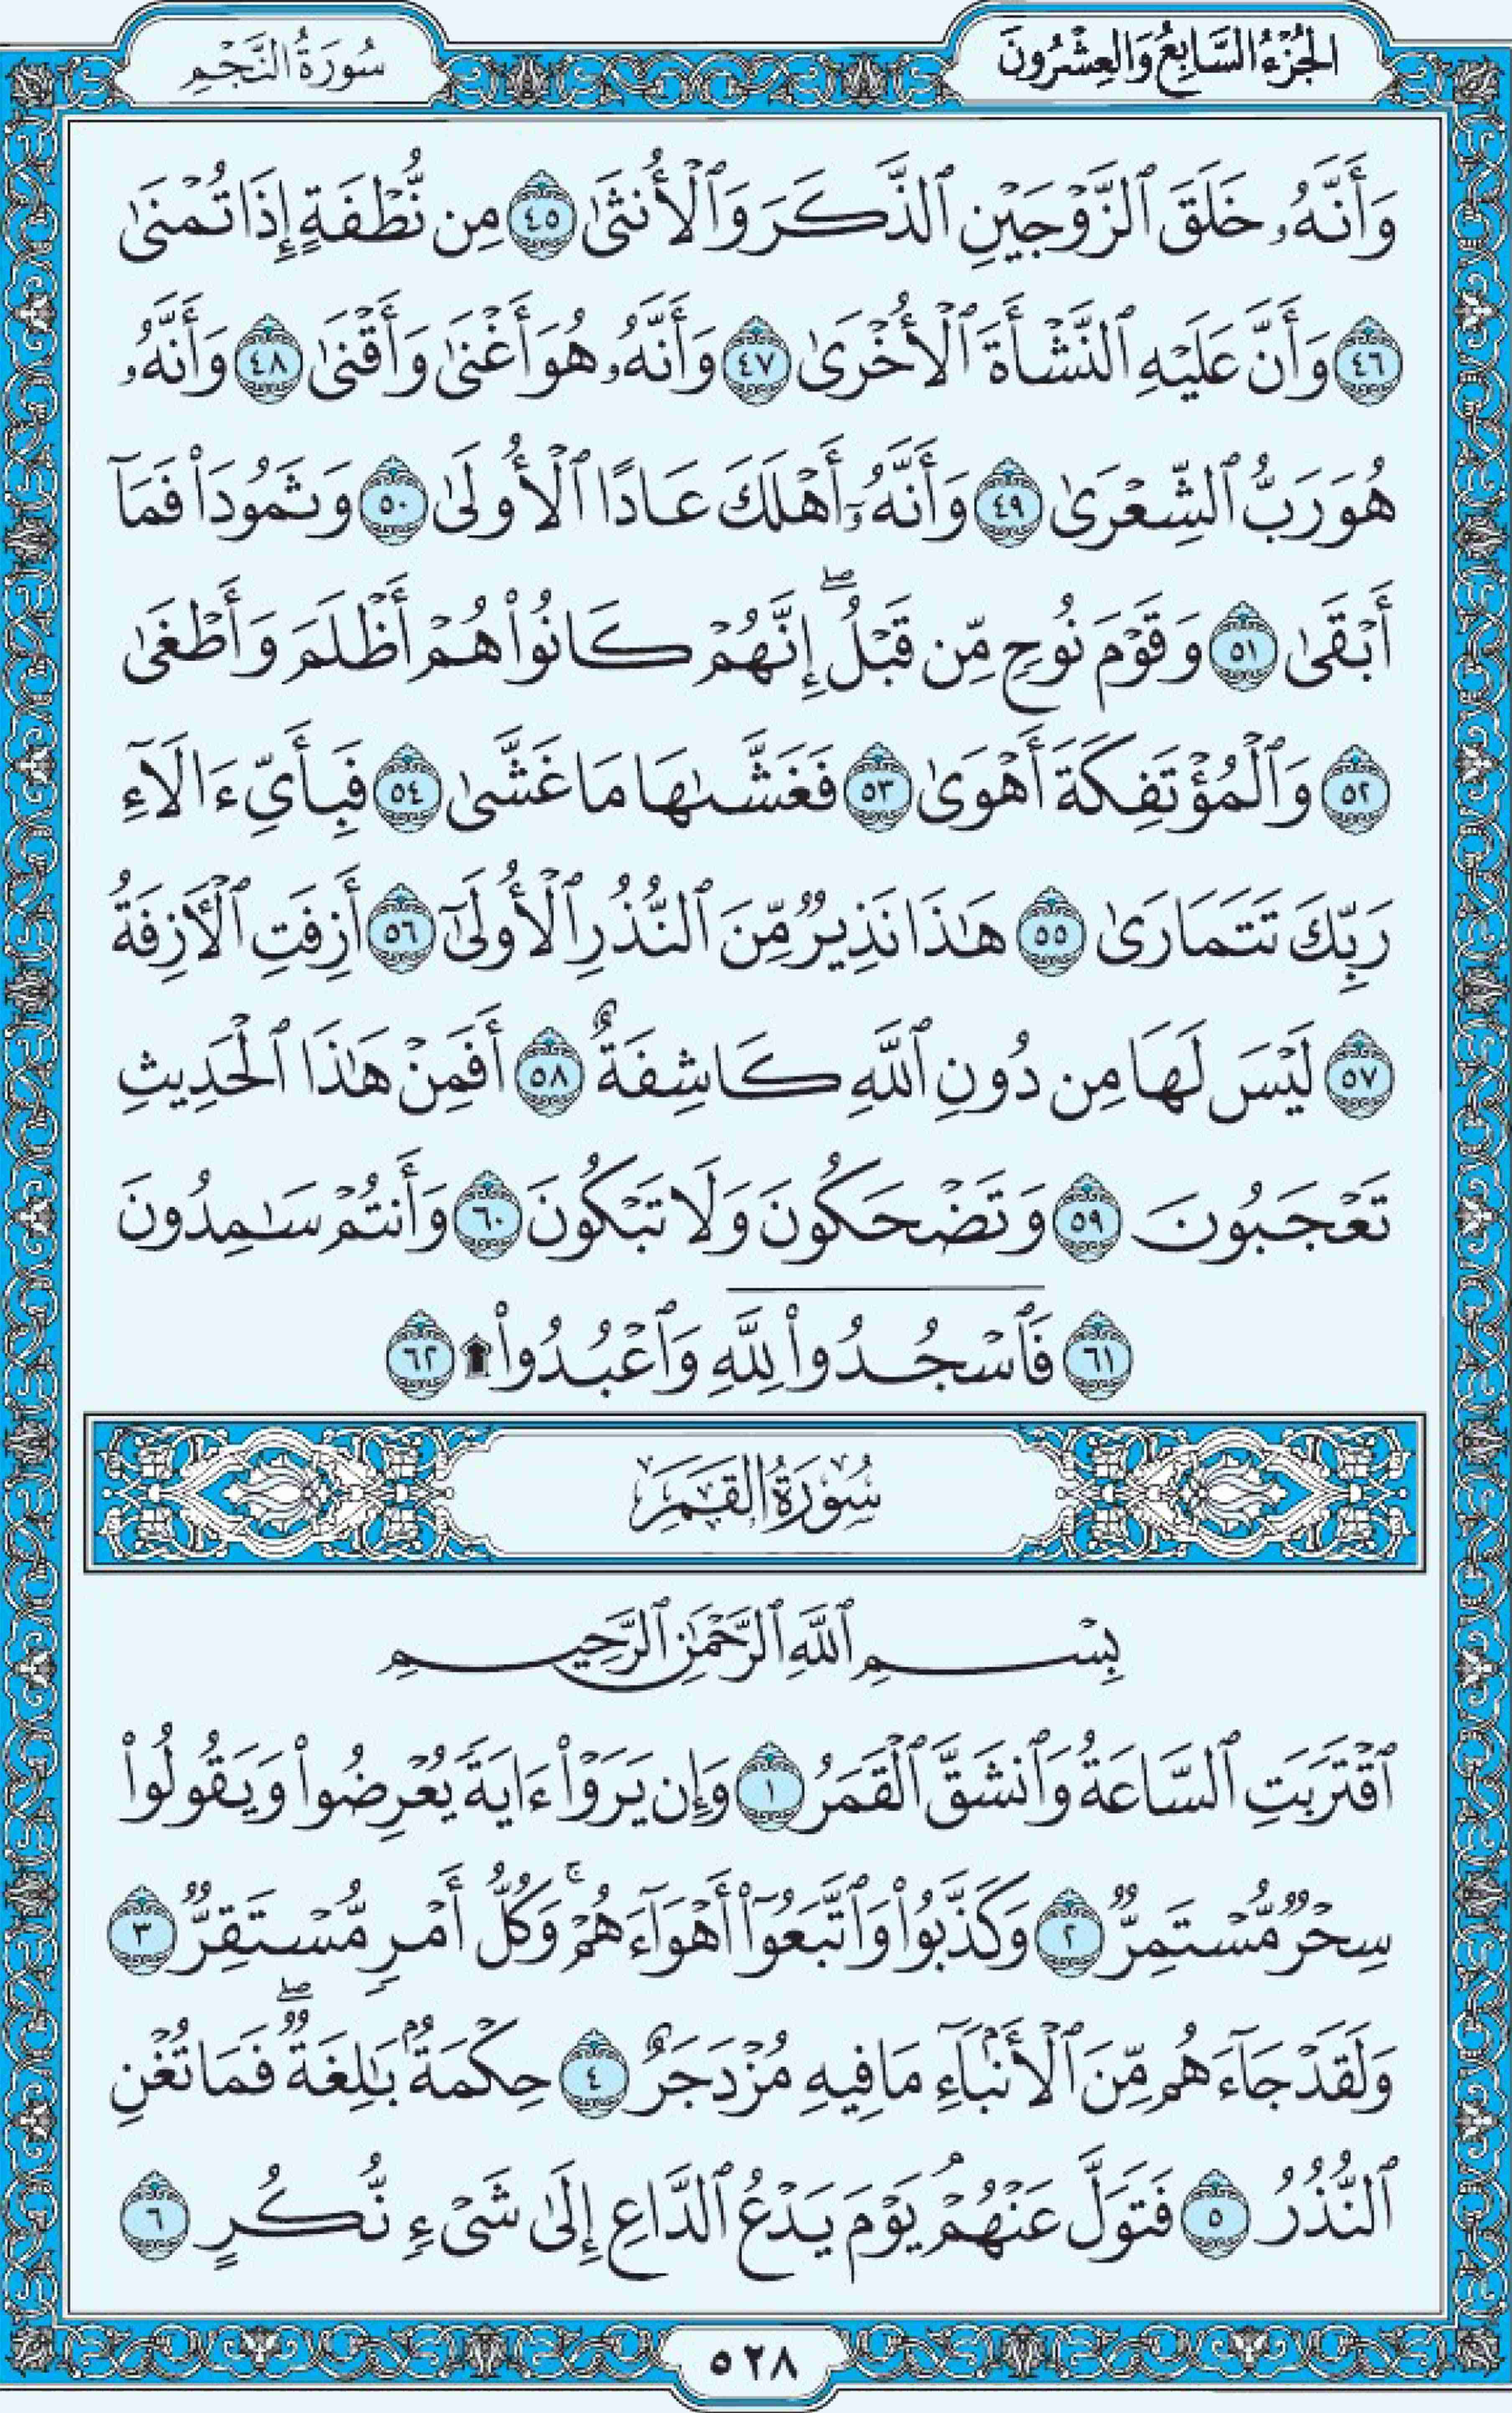 الجُزْءُ السَّابِعُ وَالعِشْرُونَ
سُورَةُ النَّجْمِ
وَأَنَّهُۥ خَلَقَ ٱلزَّوْجَيْنِ ٱلذَّكَرَ وَٱلْأُنثَىٰ ٤٥ مِن نُّطْفَةٍ إِذَا تُمْنَىٰ
٤٦ وَأَنَّ عَلَيْهِ ٱلنَّشْأَةَ ٱلْأُخْرَىٰ ٤٧ وَأَنَّهُۥ هُوَ أَغْنَىٰ وَأَقْنَىٰ ٤٨ وَأَنَّهُۥ
هُوَ رَبُّ ٱلشِّعْرَىٰ ٤٩ وَأَنَّهُۥٓ أَهْلَكَ عَادًا ٱلْأُولَىٰ ٥٠ وَثَمُودَا۟ فَمَآ
أَبْقَىٰ ٥١ وَقَوْمَ نُوحٍ مِّن قَبْلُ ۖ إِنَّهُمْ كَانُوا۟ هُمْ أَظْلَمَ وَأَطْغَىٰ
٥٢ وَٱلْمُؤْتَفِكَةَ أَهْوَىٰ ٥٣ فَغَشَّىٰهَا مَا غَشَّىٰ ٥٤ فَبِأَىِّ ءَالَآءِ
رَبِّكَ تَتَمَارَىٰ ٥٥ هَـٰذَا نَذِيرٌ مِّنَ ٱلنُّذُرِ ٱلْأُولَىٰٓ ٥٦ أَزِفَتِ ٱلْـَٔازِفَةُ
٥٧ لَيْسَ لَهَا مِن دُونِ ٱللَّهِ كَاشِفَةٌ ٥٨ أَفَمِنْ هَـٰذَا ٱلْحَدِيثِ
تَعْجَبُونَ ٥٩ وَتَضْحَكُونَ وَلَا تَبْكُونَ ٦٠ وَأَنتُمْ سَـٰمِدُونَ
٦١ فَٱسْجُدُوا۟ لِلَّهِ وَٱعْبُدُوا۟ ۩ ٦٢
سُورَةُ القَمَرِ
بِسْمِ ٱللَّهِ ٱلرَّحْمَـٰنِ ٱلرَّحِيمِ
ٱقْتَرَبَتِ ٱلسَّاعَةُ وَٱنشَقَّ ٱلْقَمَرُ ١ وَإِن يَرَوْا۟ ءَايَةً يُعْرِضُوا۟ وَيَقُولُوا۟
سِحْرٌ مُّسْتَمِرٌّ ٢ وَكَذَّبُوا۟ وَٱتَّبَعُوٓا۟ أَهْوَآءَهُمْ ۚ وَكُلُّ أَمْرٍ مُّسْتَقِرٌّ ٣
وَلَقَدْ جَآءَهُم مِّنَ ٱلْأَنۢبَآءِ مَا فِيهِ مُزْدَجَرٌ ٤ حِكْمَةٌۢ بَـٰلِغَةٌ ۖ فَمَا تُغْنِ
ٱلنُّذُرُ ٥ فَتَوَلَّ عَنْهُمْ ۘ يَوْمَ يَدْعُ ٱلدَّاعِ إِلَىٰ شَىْءٍ نُّكُرٍ ٦
٥٢٨